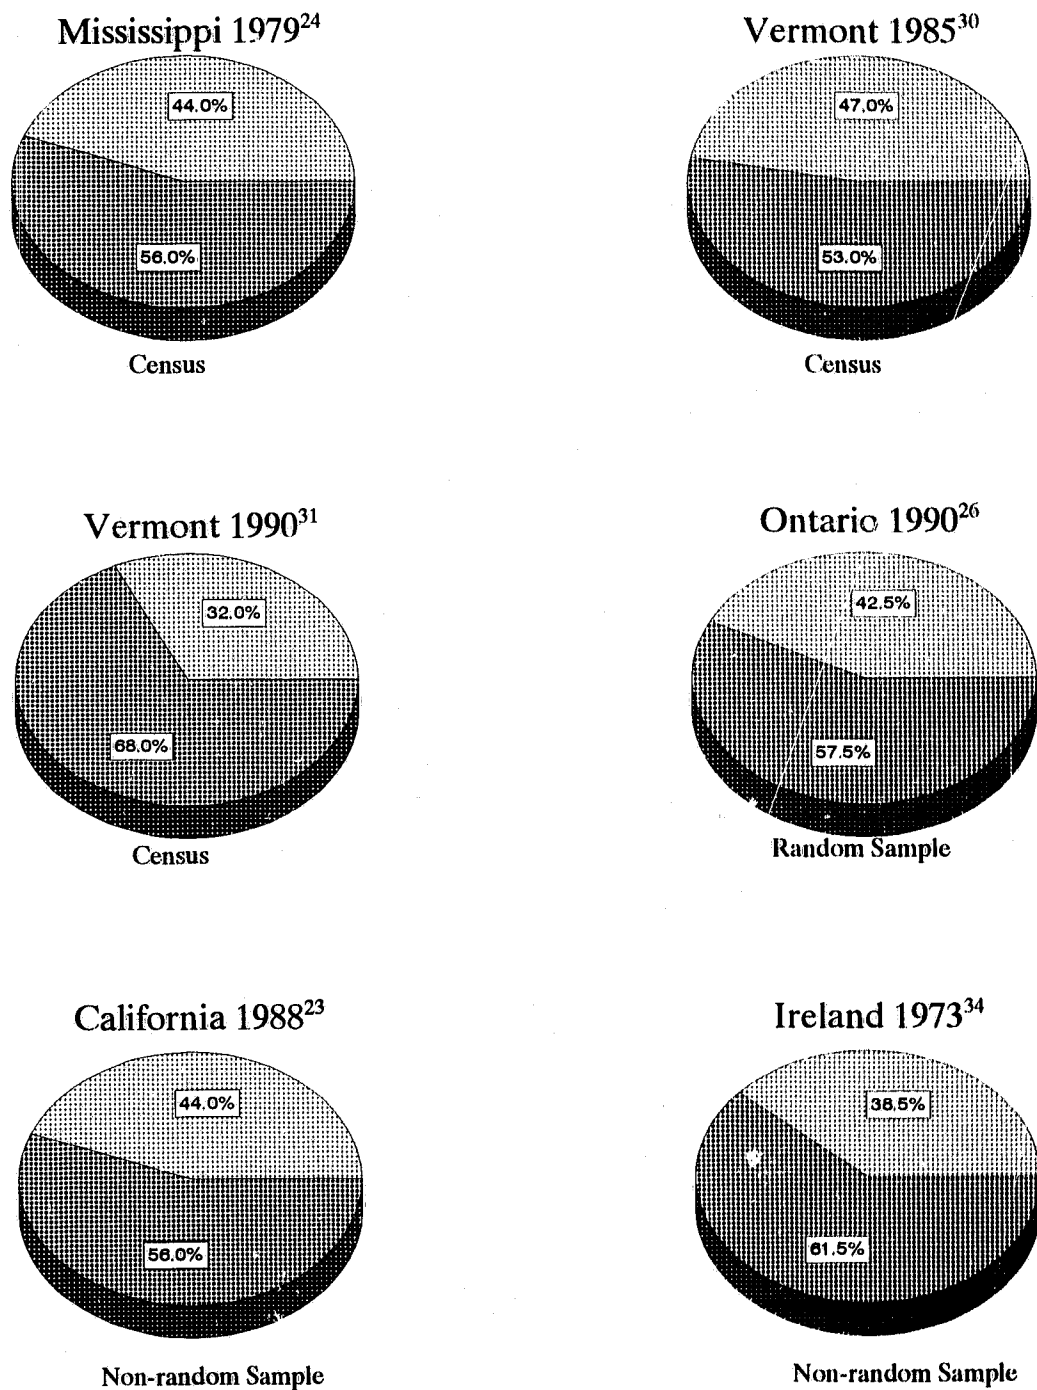 Mississippi 1979²⁴
44.0%
56.0%
Census
Vermont 1985³⁰
47.0%
53.0%
Census
Vermont 1990³¹
32.0%
68.0%
Census
Ontario 1990²⁶
42.5%
57.5%
Random Sample
California 1988²³
44.0%
56.0%
Non-random Sample
Ireland 1973³⁴
38.5%
61.5%
Non-random Sample